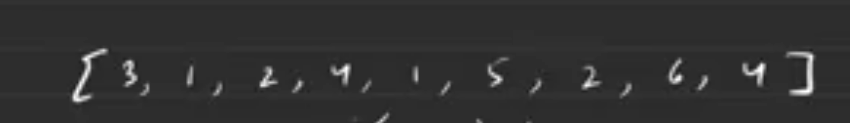 [ 3, 1, 2, 4, 1, 5, 2, 6, 4 ]